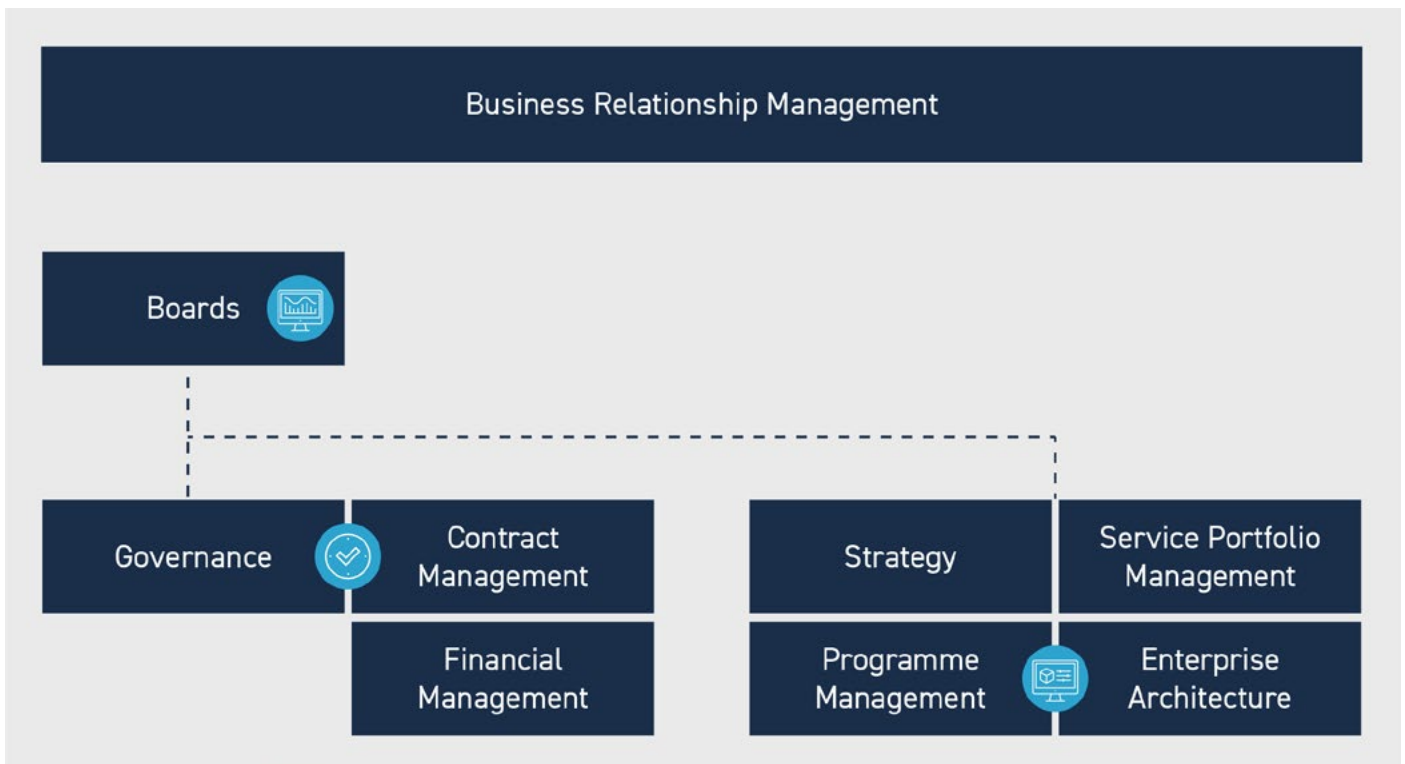 Business Relationship Management
Boards
Governance
Contract
Management
Financial
Management
Strategy
Service Portfolio
Management
Programme
Management
Enterprise
Architecture